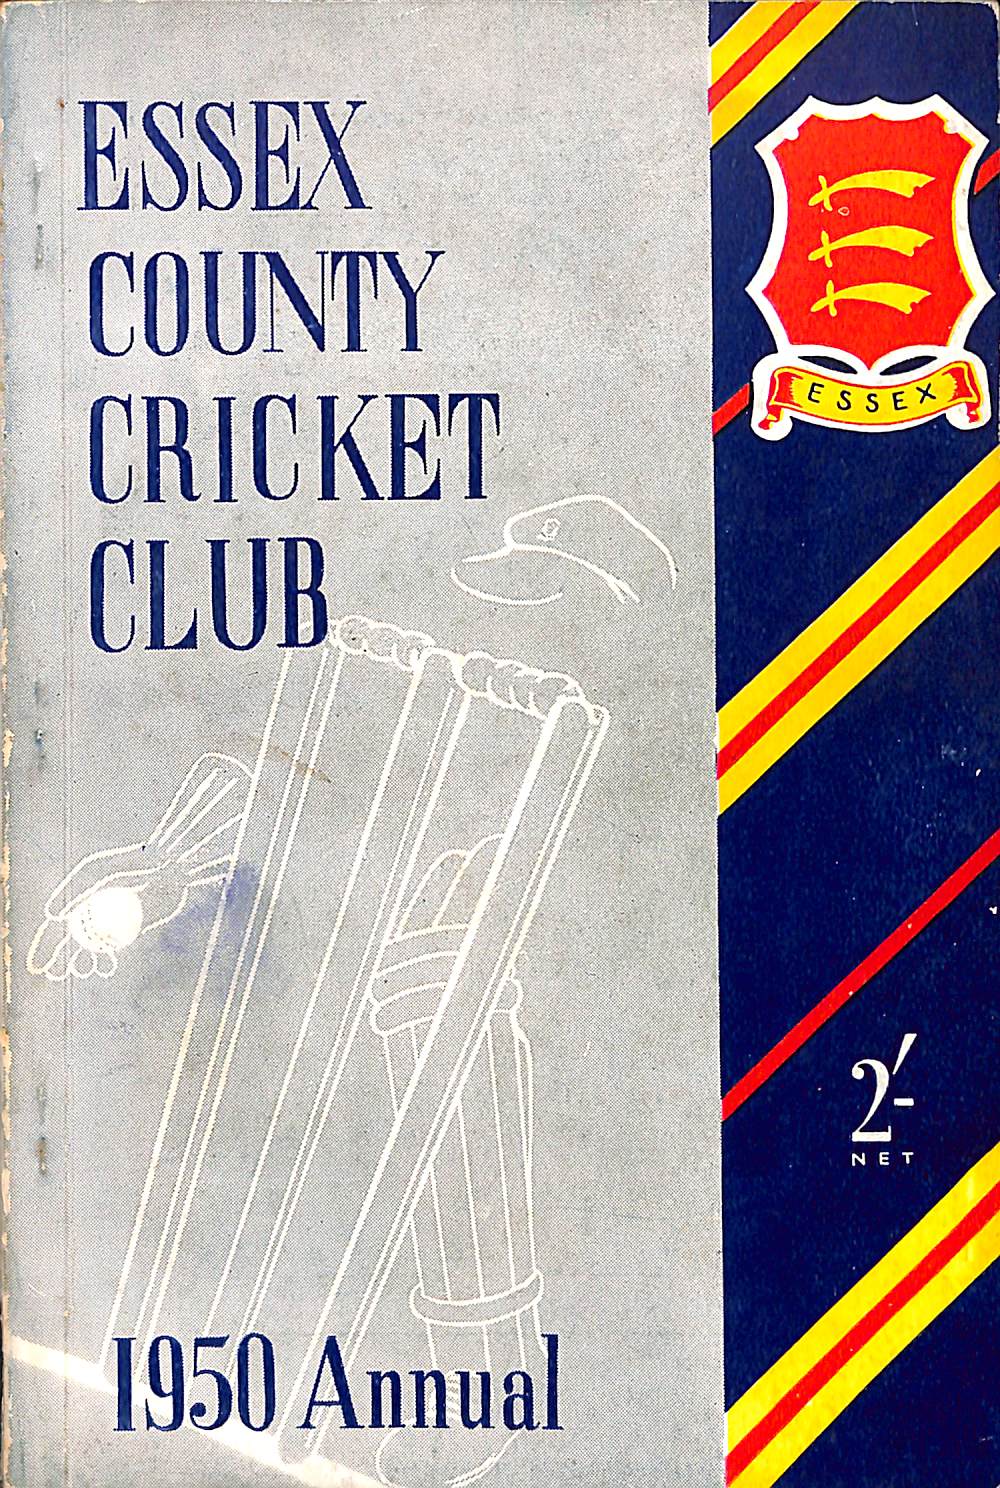 ESSEX
COUNTY
CRICKET
CLUB
ESSEX
2'-
NET
1950 Annual